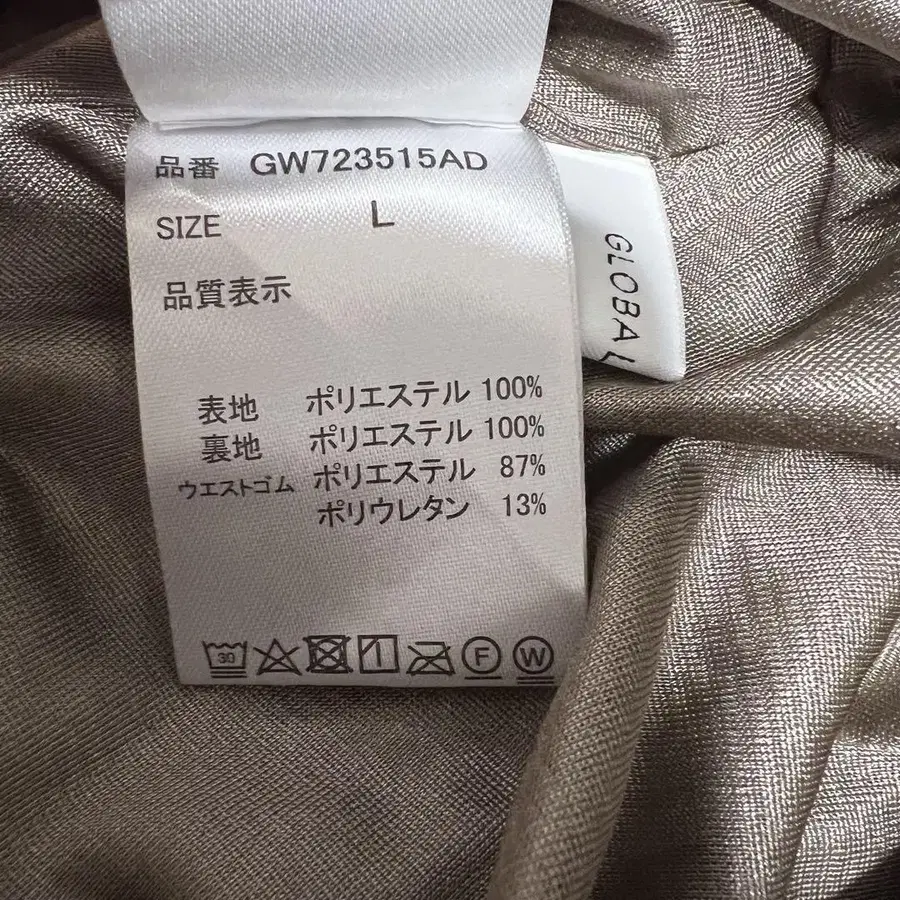 品番 GW723515AD
SIZE L
品質表示
表地 ポリエステル 100%
裏地 ポリエステル 100%
ウエストゴム ポリエステル 87%
ポリウレタン 13%
30
F W
GLOBAL